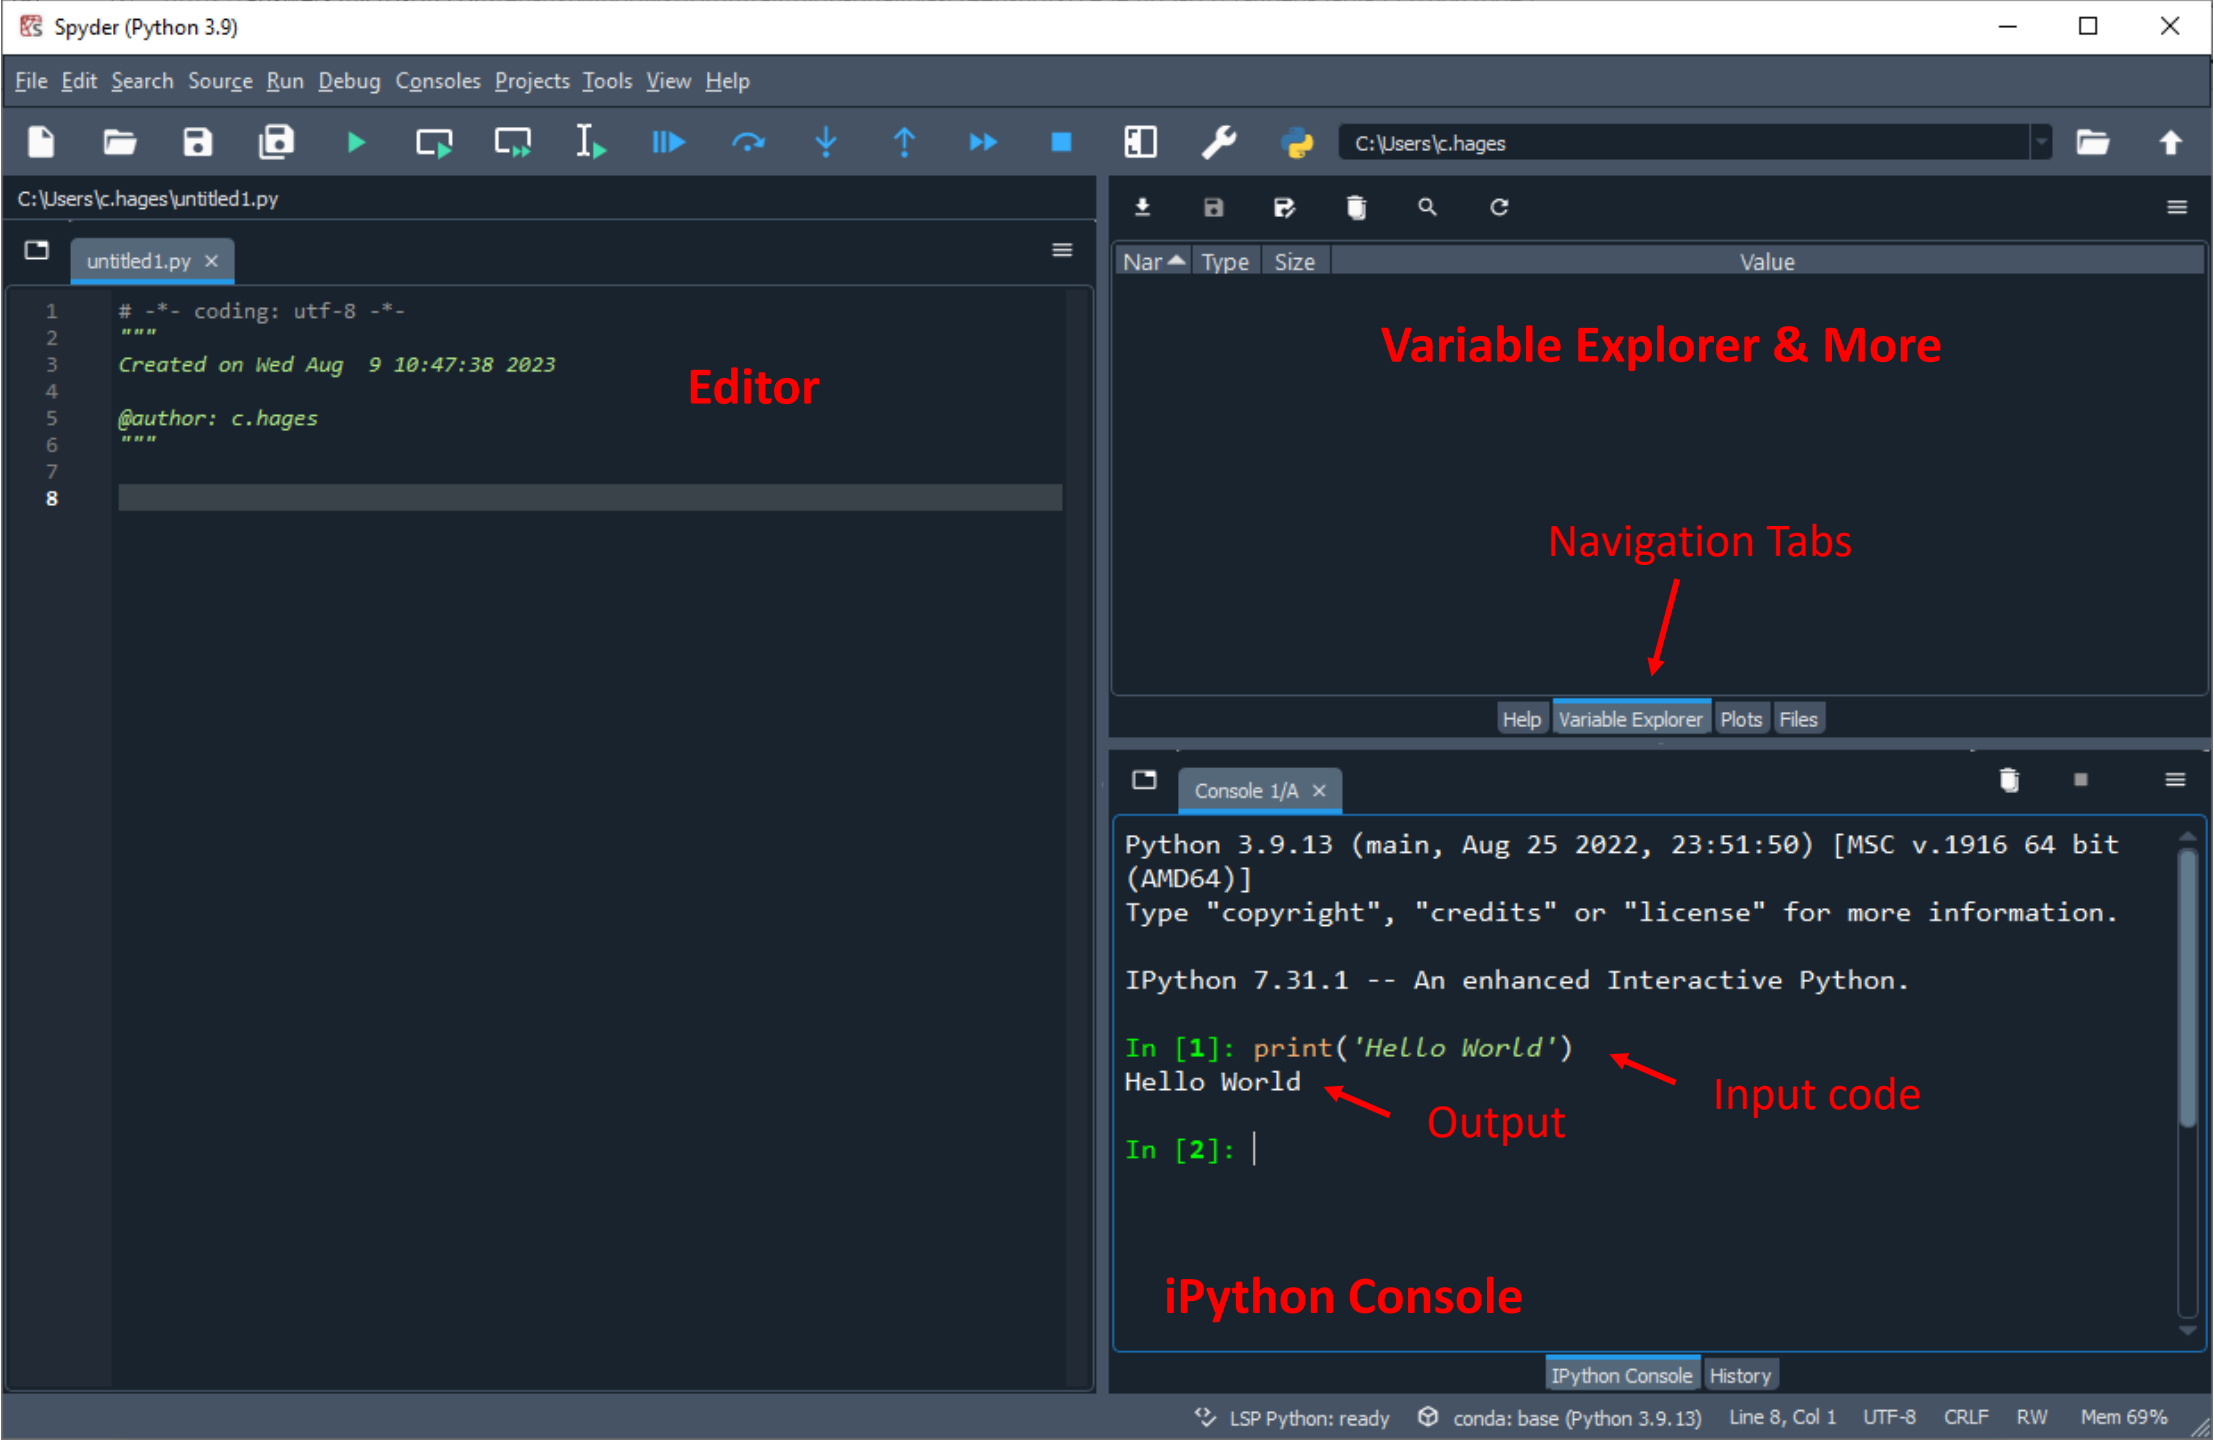 Spyder (Python 3.9)
File Edit Search Source Run Debug Consoles Projects Tools View Help
C:\Users\c.hages
C:\Users\c.hages\untitled1.py
untitled1.py
1 # -*- coding: utf-8 -*-
2 """
3 Created on Wed Aug  9 10:47:38 2023
4
5 @author: c.hages
6 """
7
8
Editor
Nar Type Size Value
Variable Explorer & More
Navigation Tabs
Help Variable Explorer Plots Files
Console 1/A
Python 3.9.13 (main, Aug 25 2022, 23:51:50) [MSC v.1916 64 bit
(AMD64)]
Type "copyright", "credits" or "license" for more information.
IPython 7.31.1 -- An enhanced Interactive Python.
In [1]: print('Hello World')
Hello World
Input code
Output
In [2]:
iPython Console
IPython Console History
LSP Python: ready conda: base (Python 3.9.13) Line 8, Col 1 UTF-8 CRLF RW Mem 69%